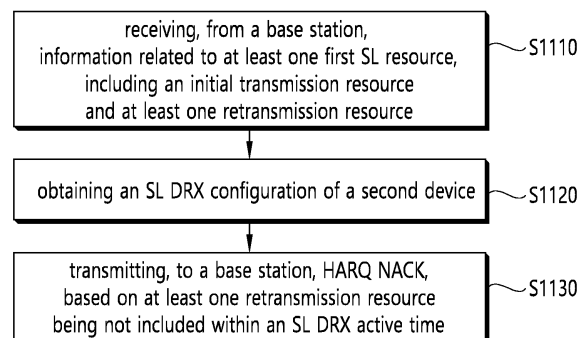 receiving, from a base station,
information related to at least one first SL resource,
including an initial transmission resource
and at least one retransmission resource
S1110
obtaining an SL DRX configuration of a second device
S1120
transmitting, to a base station, HARQ NACK,
based on at least one retransmission resource
being not included within an SL DRX active time
S1130